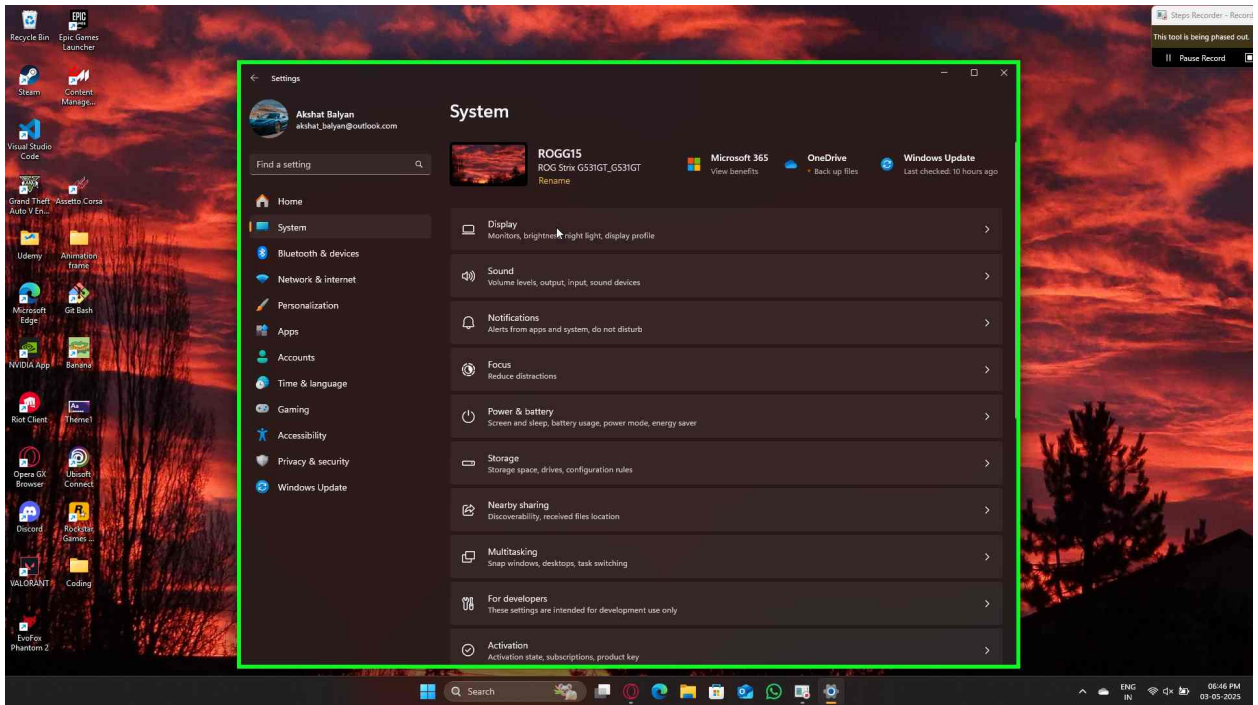 Recycle Bin
Epic Games
Launcher
EPIC
GAMES
Steam
Content
Manage...
Visual Studio
Code
Grand Theft
Auto V En...
Assetto Corsa
Udemy
Animation
frame
Microsoft
Edge
Git Bash
NVIDIA App
Banana
Riot Client
Theme1
Aa
Opera GX
Browser
Ubisoft
Connect
Discord
Rockstar
Games ...
VALORANT
Coding
EvoFox
Phantom 2
Settings
Akshat Balyan
akshat_balyan@outlook.com
Find a setting
Home
System
Bluetooth & devices
Network & internet
Personalization
Apps
Accounts
Time & language
Gaming
Accessibility
Privacy & security
Windows Update
System
ROGG15
ROG Strix G531GT_G531GT
Rename
Microsoft 365
View benefits
OneDrive
• Back up files
Windows Update
Last checked: 10 hours ago
Display
Monitors, brightness, night light, display profile
Sound
Volume levels, output, input, sound devices
Notifications
Alerts from apps and system, do not disturb
Focus
Reduce distractions
Power & battery
Screen and sleep, battery usage, power mode, energy saver
Storage
Storage space, drives, configuration rules
Nearby sharing
Discoverability, received files location
Multitasking
Snap windows, desktops, task switching
For developers
These settings are intended for development use only
Activation
Activation state, subscriptions, product key
Steps Recorder - Record
This tool is being phased out.
Pause Record
Search
ENG
IN
06:46 PM
03-05-2025